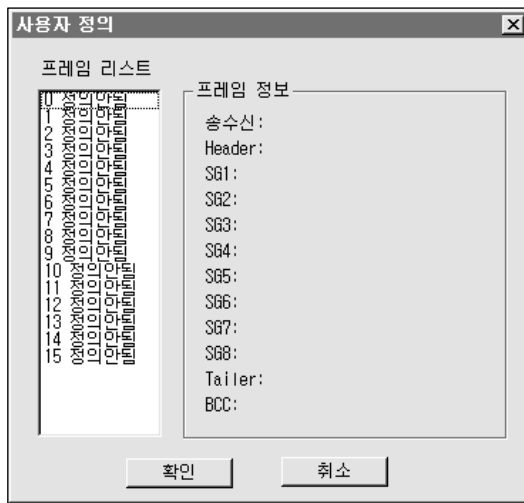 사용자 정의
프레임 리스트
0 정의안됨
1 정의안됨
2 정의안됨
3 정의안됨
4 정의안됨
5 정의안됨
6 정의안됨
7 정의안됨
8 정의안됨
9 정의안됨
10 정의안됨
11 정의안됨
12 정의안됨
13 정의안됨
14 정의안됨
15 정의안됨
프레임 정보
송수신:
Header:
SG1:
SG2:
SG3:
SG4:
SG5:
SG6:
SG7:
SG8:
Tailer:
BCC:
확인
취소